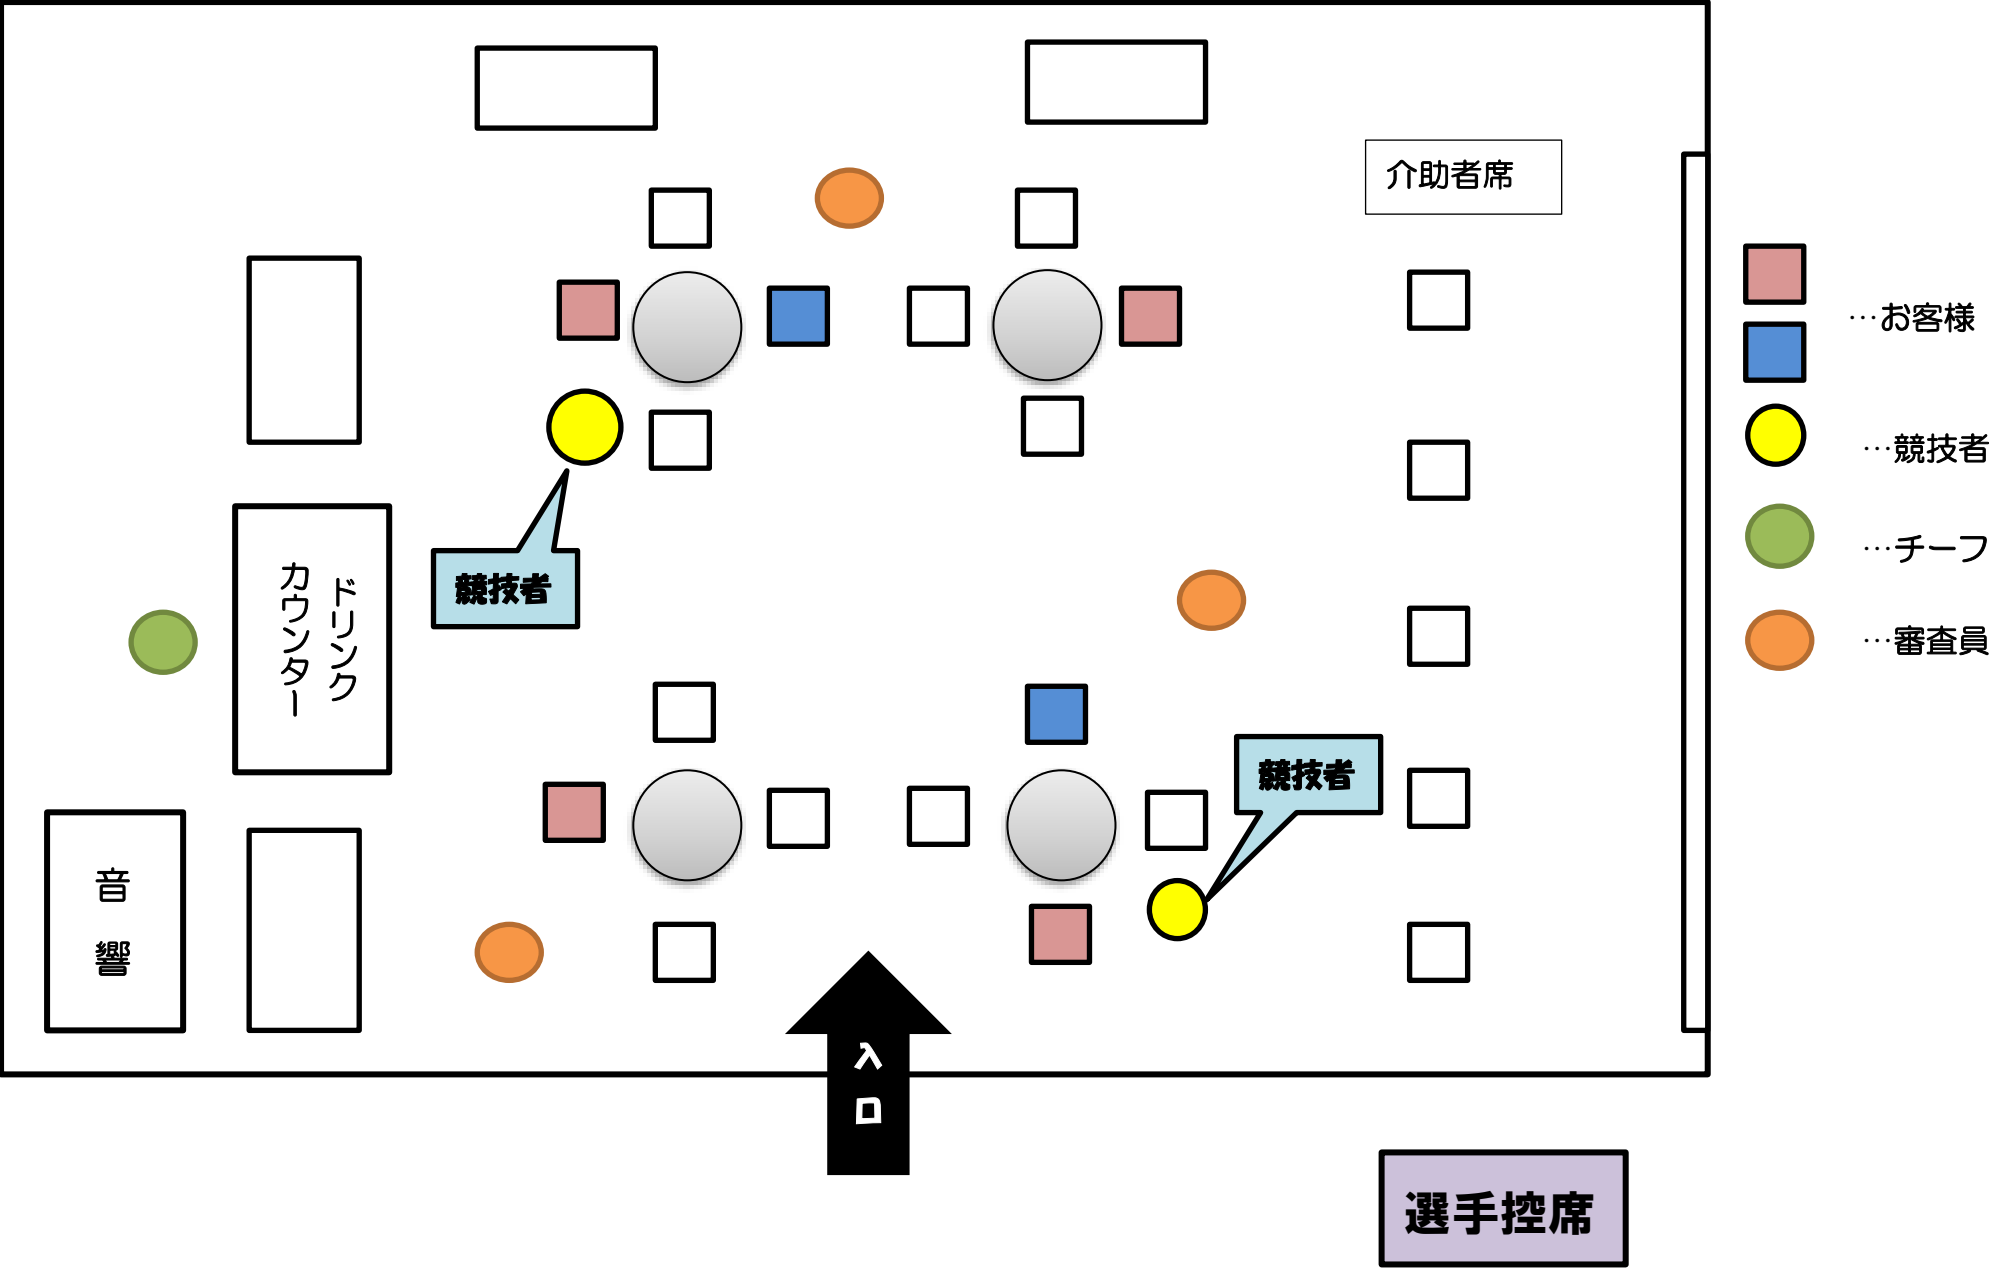 介助者席
…お客様
…競技者
…チーフ
…審査員
ドリンク
カウンター
競技者
競技者
音響
入口
選手控席